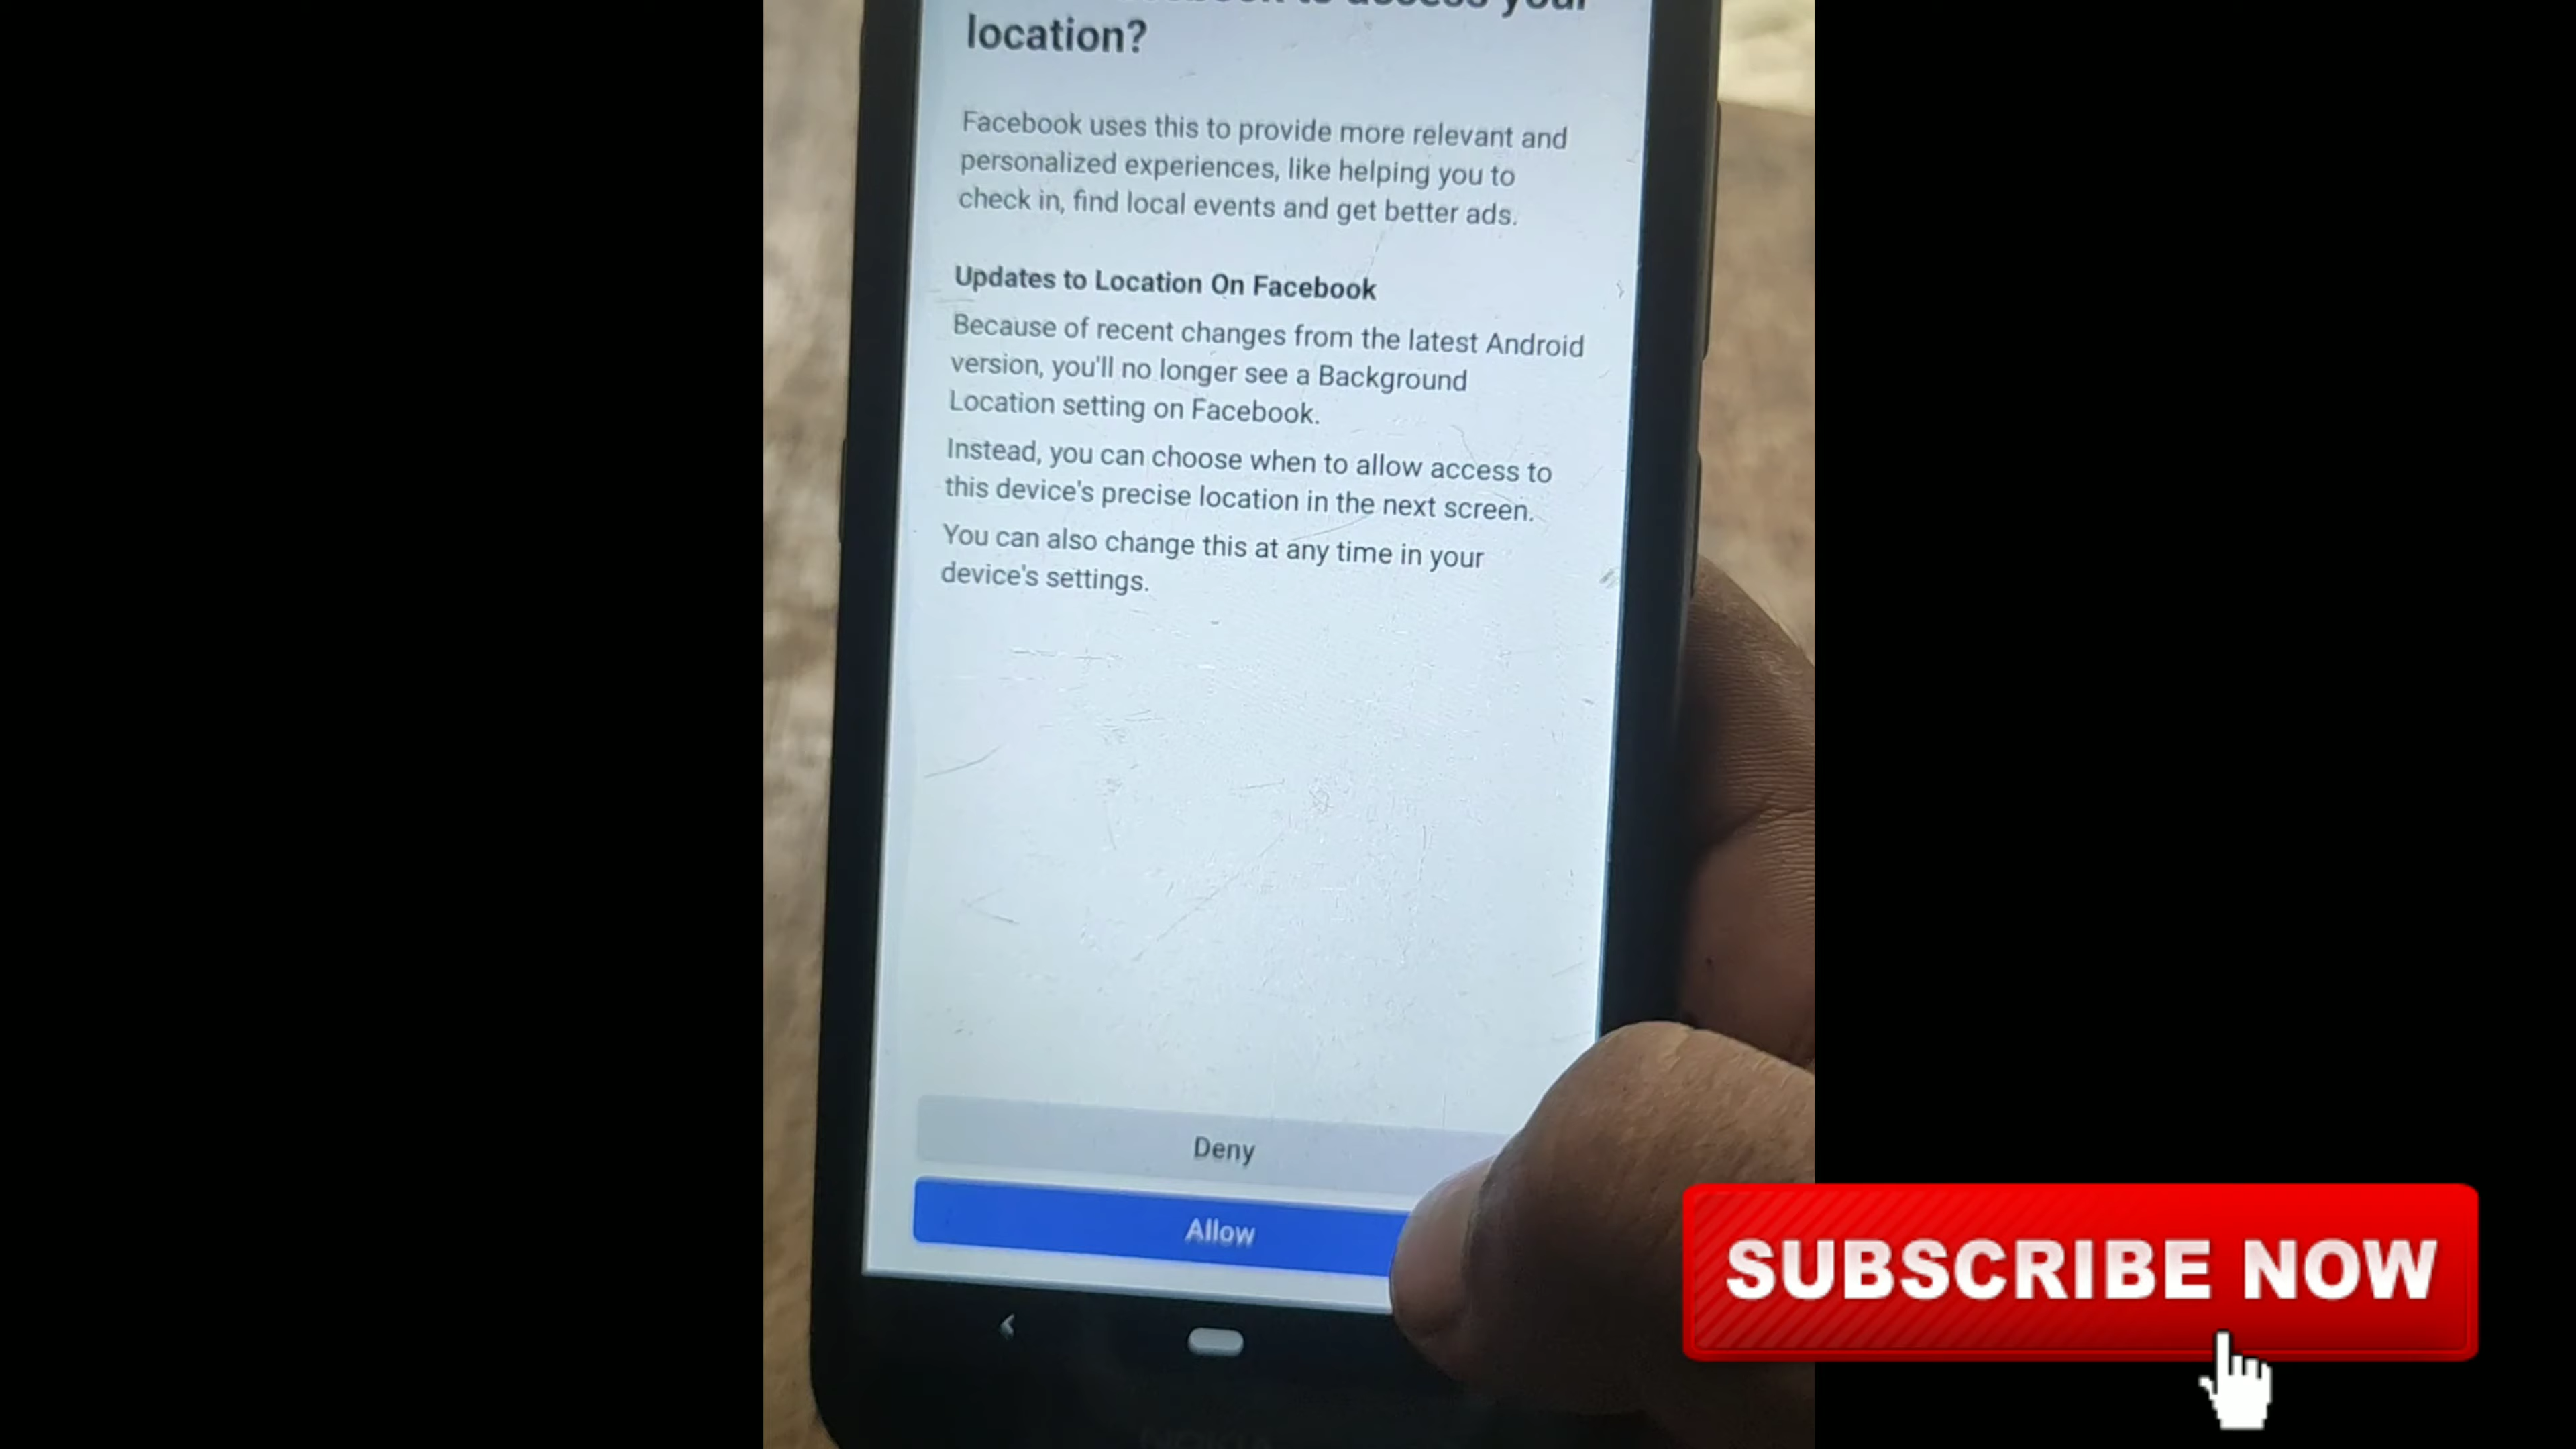 to access your
location?
Facebook uses this to provide more relevant and
personalized experiences, like helping you to
check in, find local events and get better ads.
Updates to Location On Facebook
Because of recent changes from the latest Android
version, you'll no longer see a Background
Location setting on Facebook.
Instead, you can choose when to allow access to
this device's precise location in the next screen.
You can also change this at any time in your
device's settings.
Deny
Allow
SUBSCRIBE NOW